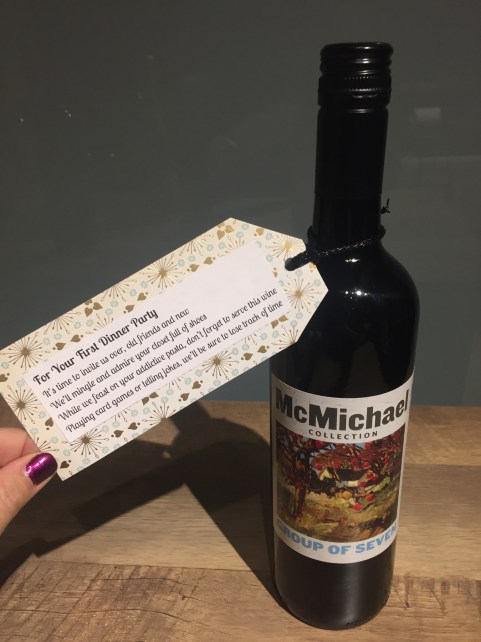 For Your First Dinner Party
It's time to invite us over, old friends and new
We'll mingle and admire your closet full of shoes
While we feast on your addictive pasta, don't forget to serve this wine
Playing card games or telling jokes, we'll be sure to lose track of time
McMichael
COLLECTION
GROUP OF SEVEN